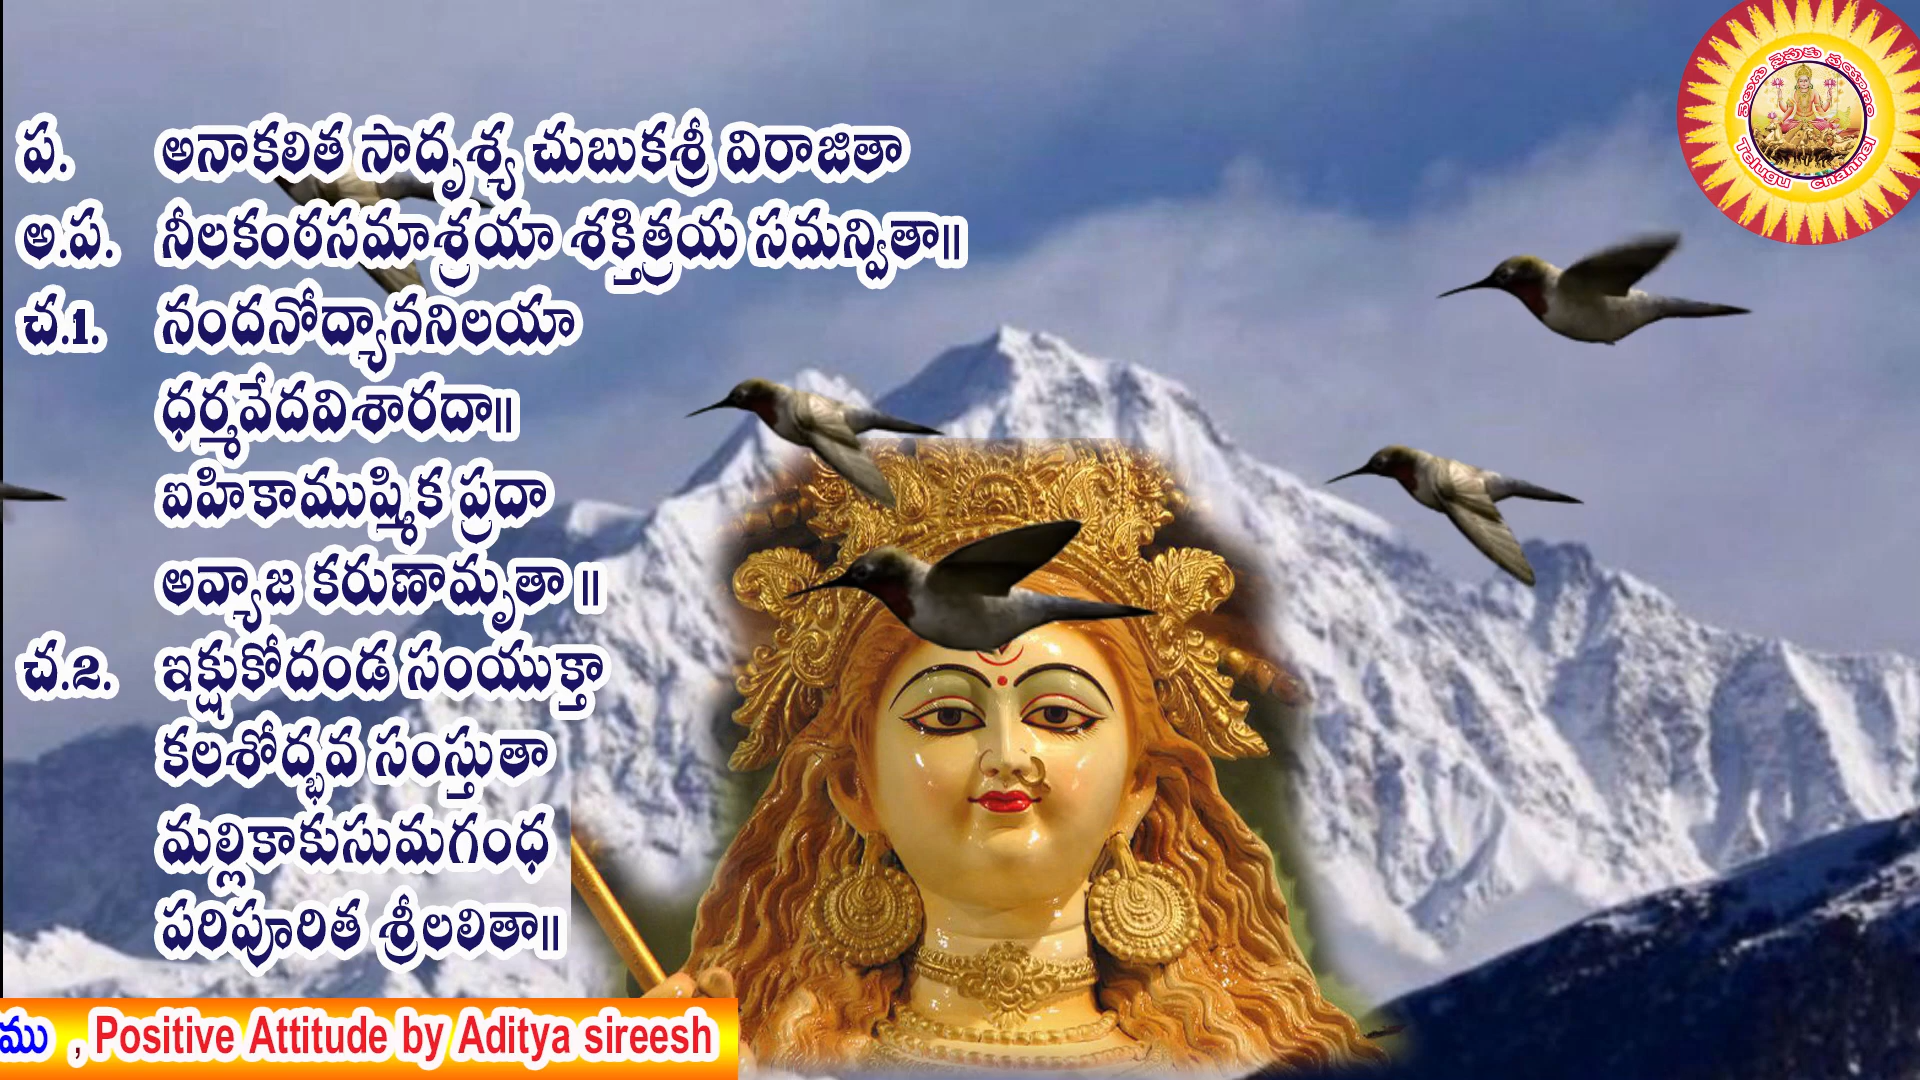 ప. అనాకలిత సాదృశ్య చుబుకశ్రీ విరాజితా
అ.ప. నీలకంఠసమాశ్రయా శక్తిత్రయ సమన్వితా॥
చ.1. నందనోద్యాననిలయా
ధర్మవేదవిశారదా॥
ఐహికాముష్మిక ప్రదా
అవ్యాజ కరుణామృతా ॥
చ.2. ఇక్షుకోదండ సంయుక్తా
కలశోద్భవ సంస్తుతా
మల్లికాకుసుమగంధ
పరిపూరిత శ్రీలలితా॥
ము , Positive Attitude by Aditya sireesh
వెలుగు వైపుకు ప్రయాణం
Telugu channel